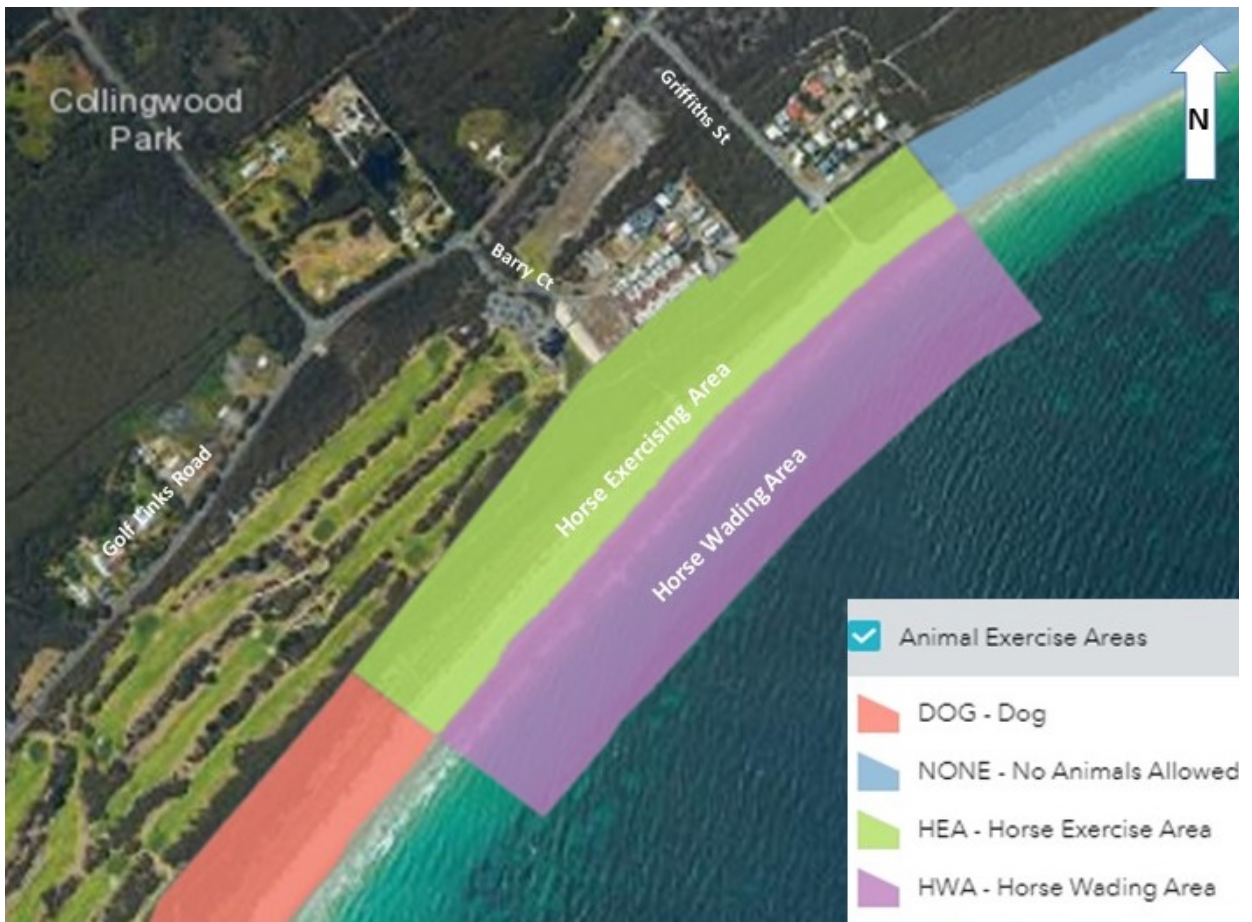 Collingwood
Park
Griffiths St
N
Barry Ct
Horse Exercising Area
Golf Links Road
Horse Wading Area
Animal Exercise Areas
DOG - Dog
NONE - No Animals Allowed
HEA - Horse Exercise Area
HWA - Horse Wading Area